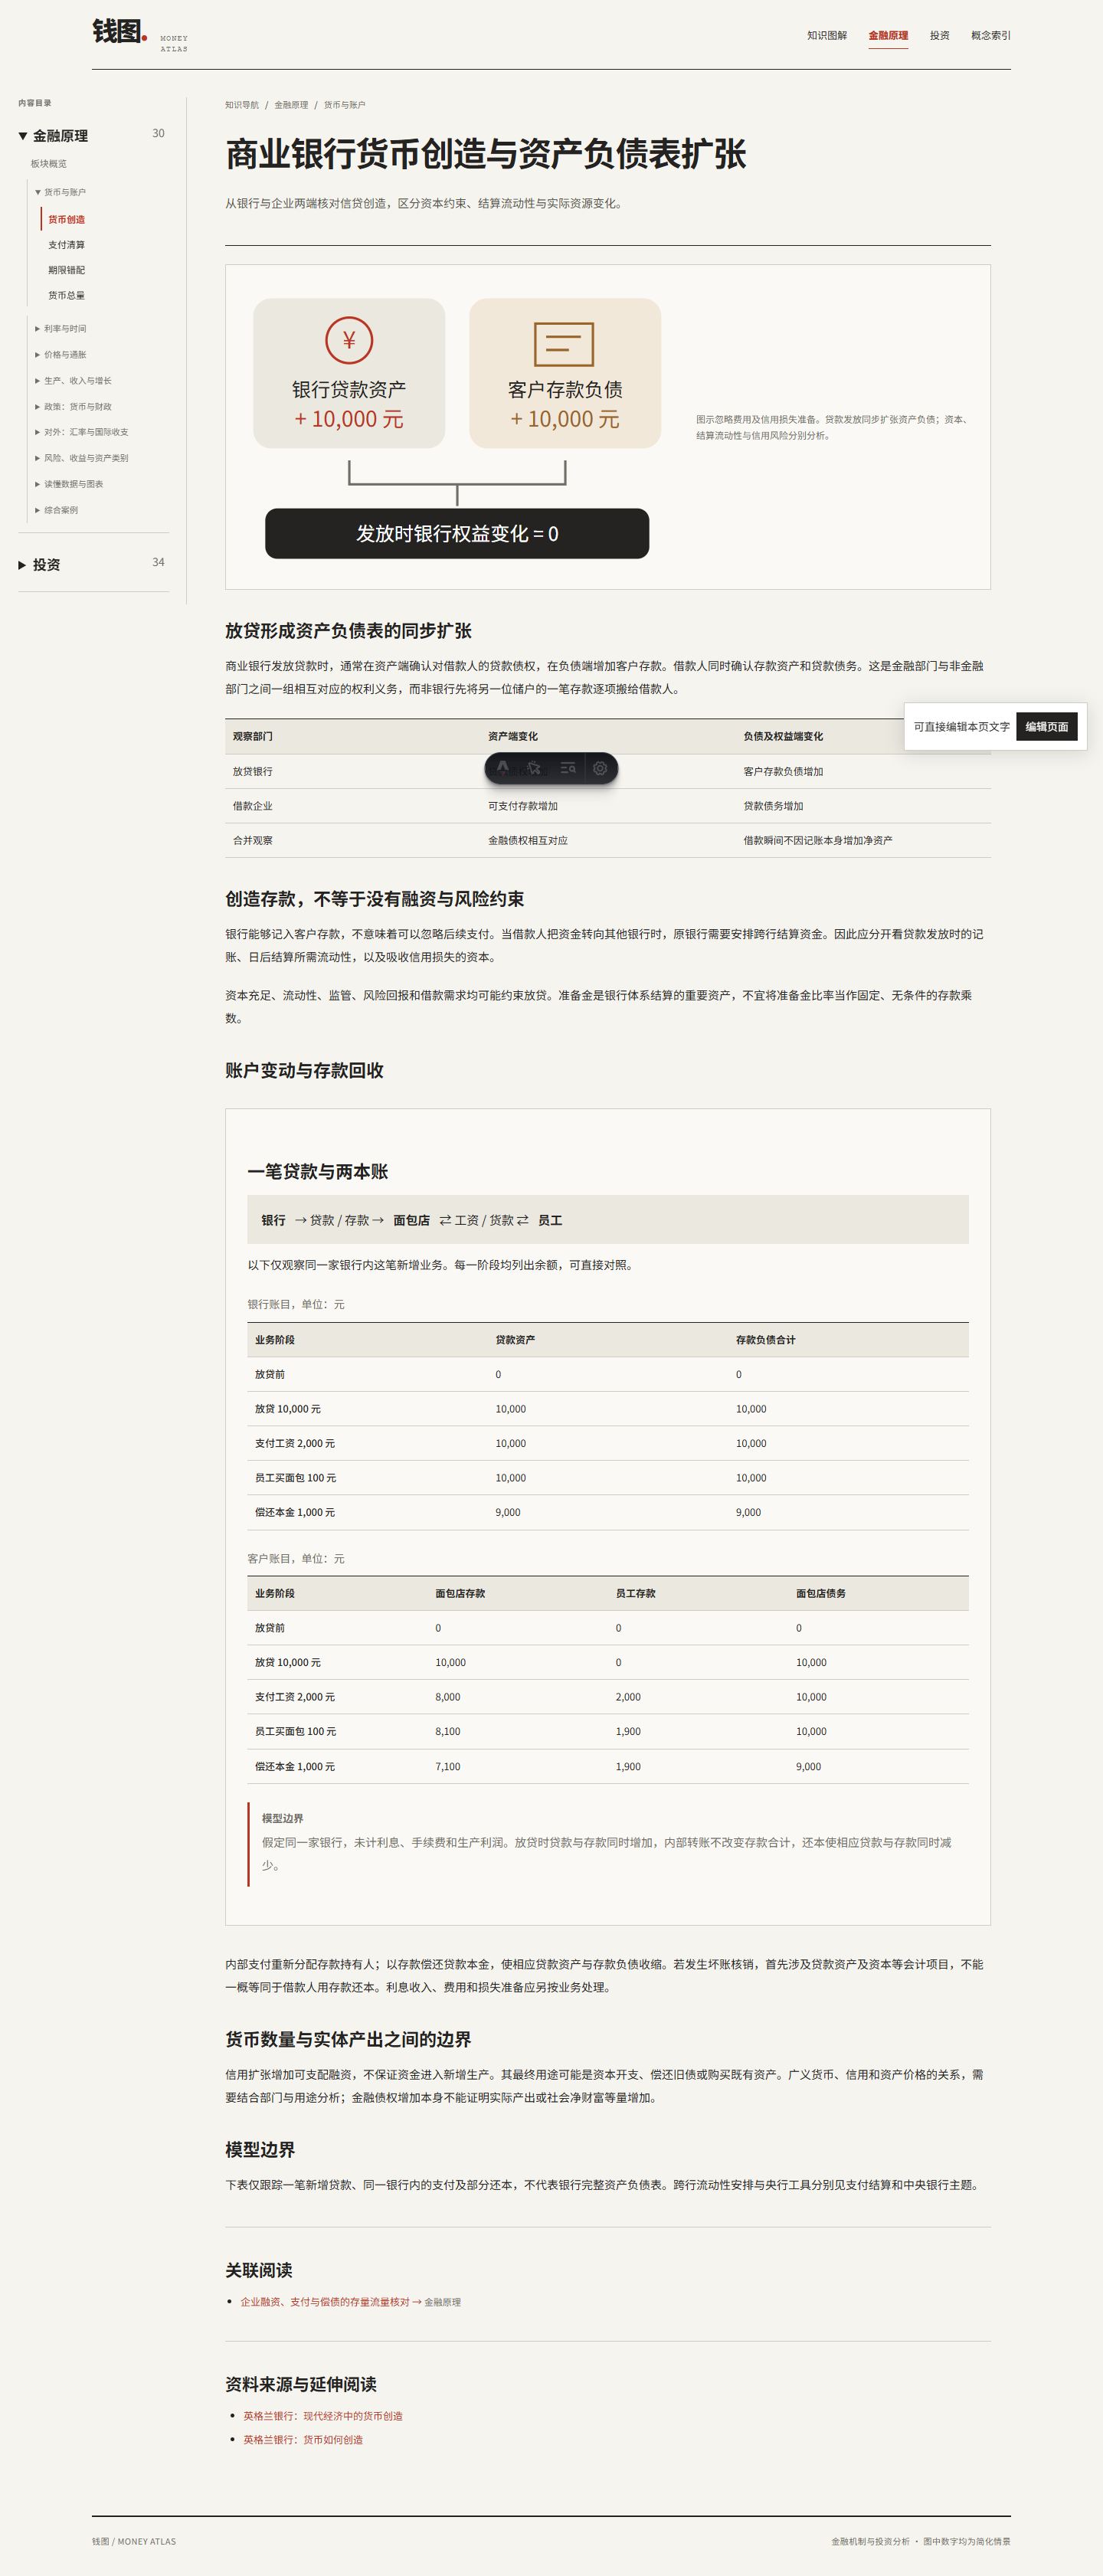 钱图.
MONEY
ATLAS
知识图解 金融原理 投资 概念索引
内容目录
金融原理 30
板块概览
货币与账户
货币创造
支付清算
期限错配
货币总量
利率与时间
价格与通胀
生产、收入与增长
政策：货币与财政
对外：汇率与国际收支
风险、收益与资产类别
读懂数据与图表
综合案例
投资 34
知识导航 / 金融原理 / 货币与账户
商业银行货币创造与资产负债表扩张
从银行与企业两端核对信贷创造，区分资本约束、结算流动性与实际资源变化。
¥
银行贷款资产
+ 10,000 元
客户存款负债
+ 10,000 元
发放时银行权益变化 = 0
图示忽略费用及信用损失准备。贷款发放同步扩张资产负债；资本、
结算流动性与信用风险分别分析。
放贷形成资产负债表的同步扩张
商业银行发放贷款时，通常在资产端确认对借款人的贷款债权，在负债端增加客户存款。借款人同时确认存款资产和贷款债务。这是金融部门与非金融
部门之间一组相互对应的权利义务，而非银行先将另一位储户的一笔存款逐项搬给借款人。
可直接编辑本页文字 编辑页面
观察部门 资产端变化 负债及权益端变化
放贷银行 客户存款负债增加
借款企业 可支付存款增加 贷款债务增加
合并观察 金融债权相互对应 借款瞬间不因记账本身增加净资产
创造存款，不等于没有融资与风险约束
银行能够记入客户存款，不意味着可以忽略后续支付。当借款人把资金转向其他银行时，原银行需要安排跨行结算资金。因此应分开看贷款发放时的记
账、日后结算所需流动性，以及吸收信用损失的资本。
资本充足、流动性、监管、风险回报和借款需求均可能约束放贷。准备金是银行体系结算的重要资产，不宜将准备金比率当作固定、无条件的存款乘
数。
账户变动与存款回收
一笔贷款与两本账
银行 → 贷款 / 存款 → 面包店 ⇄ 工资 / 货款 ⇄ 员工
以下仅观察同一家银行内这笔新增业务。每一阶段均列出余额，可直接对照。
银行账目，单位：元
业务阶段 贷款资产 存款负债合计
放贷前 0 0
放贷 10,000 元 10,000 10,000
支付工资 2,000 元 10,000 10,000
员工买面包 100 元 10,000 10,000
偿还本金 1,000 元 9,000 9,000
客户账目，单位：元
业务阶段 面包店存款 员工存款 面包店债务
放贷前 0 0 0
放贷 10,000 元 10,000 0 10,000
支付工资 2,000 元 8,000 2,000 10,000
员工买面包 100 元 8,100 1,900 10,000
偿还本金 1,000 元 7,100 1,900 9,000
模型边界
假定同一家银行，未计利息、手续费和生产利润。放贷时贷款与存款同时增加，内部转账不改变存款合计，还本使相应贷款与存款同时减
少。
内部支付重新分配存款持有人；以存款偿还贷款本金，使相应贷款资产与存款负债收缩。若发生坏账核销，首先涉及贷款资产及资本等会计项目，不能
一概等同于借款人用存款还本。利息收入、费用和损失准备应另按业务处理。
货币数量与实体产出之间的边界
信用扩张增加可支配融资，不保证资金进入新增生产。其最终用途可能是资本开支、偿还旧债或购买既有资产。广义货币、信用和资产价格的关系，需
要结合部门与用途分析；金融债权增加本身不能证明实际产出或社会净财富等量增加。
模型边界
下表仅跟踪一笔新增贷款、同一银行内的支付及部分还本，不代表银行完整资产负债表。跨行流动性安排与央行工具分别见支付结算和中央银行主题。
关联阅读
企业融资、支付与偿债的存量流量核对 → 金融原理
资料来源与延伸阅读
英格兰银行：现代经济中的货币创造
英格兰银行：货币如何创造
钱图 / MONEY ATLAS
金融机制与投资分析 · 图中数字均为简化情景